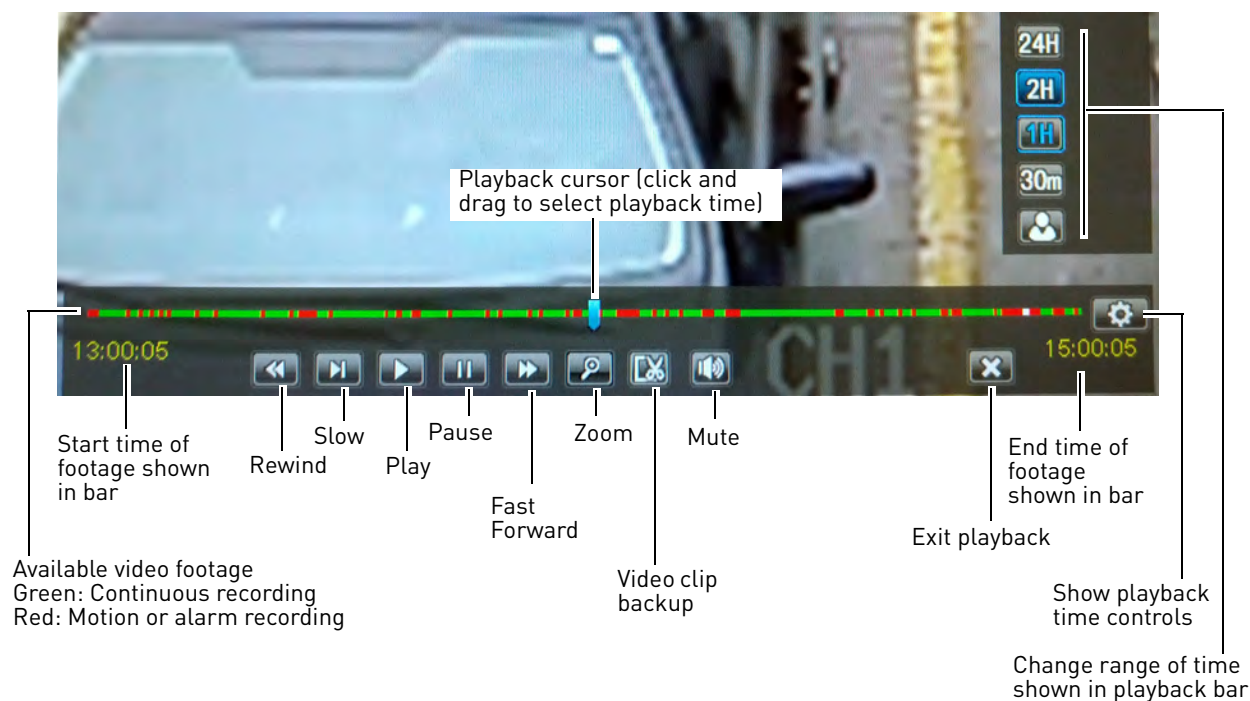 24H
2H
1H
30m
Playback cursor (click and
drag to select playback time)
13:00:05
15:00:05
CH1
Start time of
footage shown
in bar
Rewind
Slow
Play
Pause
Fast
Forward
Zoom
Video clip
backup
Mute
Exit playback
End time of
footage
shown in bar
Available video footage
Green: Continuous recording
Red: Motion or alarm recording
Show playback
time controls
Change range of time
shown in playback bar